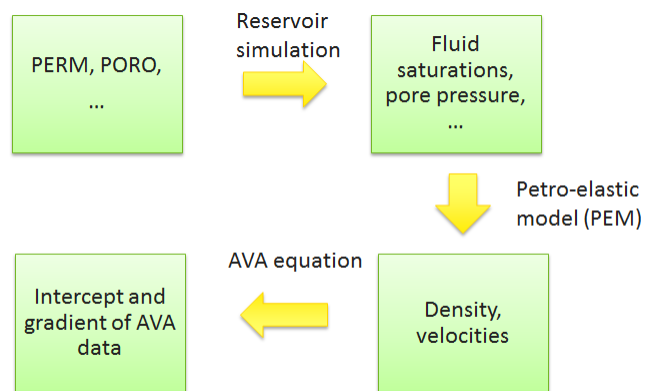 PERM, PORO,
...
Reservoir
simulation
Fluid
saturations,
pore pressure,
...
Petro-elastic
model (PEM)
Density,
velocities
AVA equation
Intercept and
gradient of AVA
data